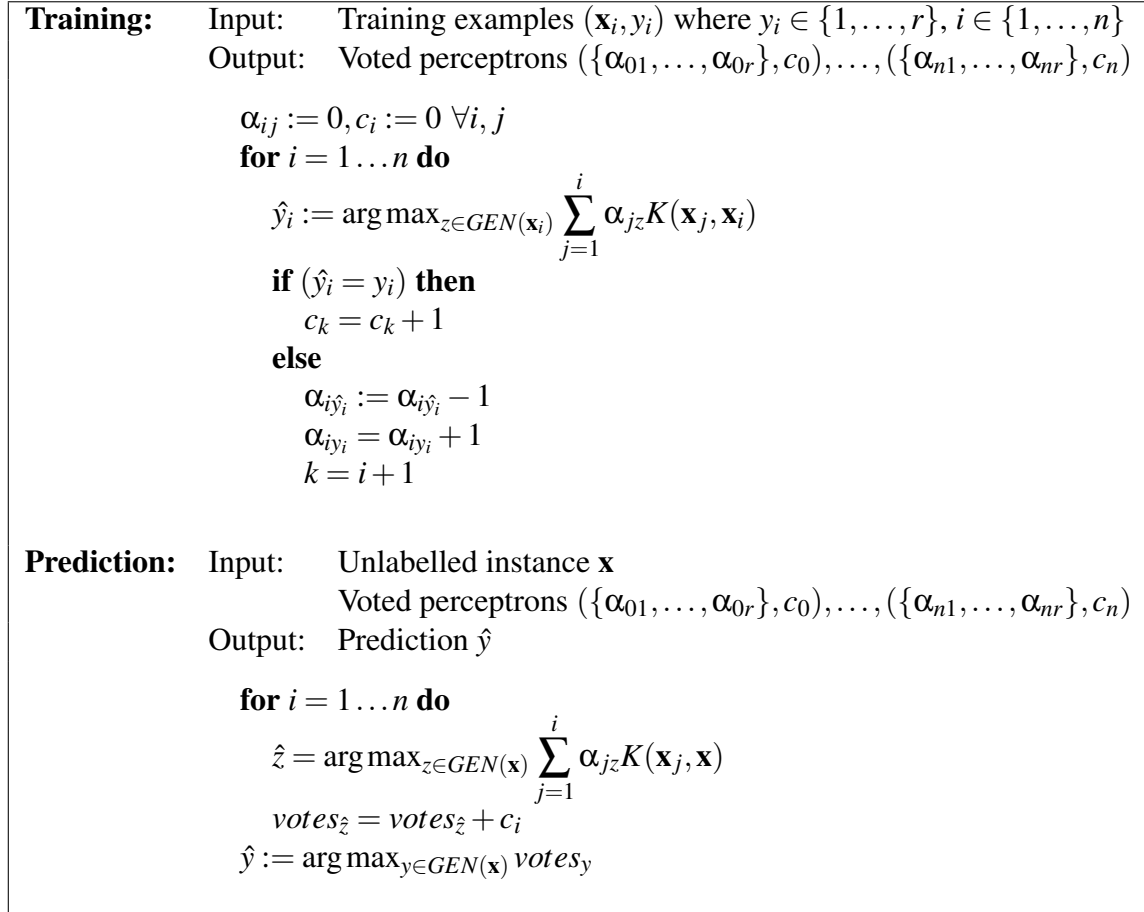 Training: Input: Training examples (x_i, y_i) where y_i ∈ {1,...,r}, i ∈ {1,...,n}
Output: Voted perceptrons ({α_01,...,α_0r}, c_0),...,({α_n1,...,α_nr}, c_n)
α_ij := 0, c_i := 0 ∀i, j
for i = 1...n do
ŷ_i := arg max_{z∈GEN(x_i)} ∑_{j=1}^{i} α_jz K(x_j, x_i)
if (ŷ_i = y_i) then
c_k = c_k + 1
else
α_{iŷ_i} := α_{iŷ_i} − 1
α_{iy_i} = α_{iy_i} + 1
k = i + 1
Prediction: Input: Unlabelled instance x
Voted perceptrons ({α_01,...,α_0r}, c_0),...,({α_n1,...,α_nr}, c_n)
Output: Prediction ŷ
for i = 1...n do
ẑ = arg max_{z∈GEN(x)} ∑_{j=1}^{i} α_jz K(x_j, x)
votes_ẑ = votes_ẑ + c_i
ŷ := arg max_{y∈GEN(x)} votes_y